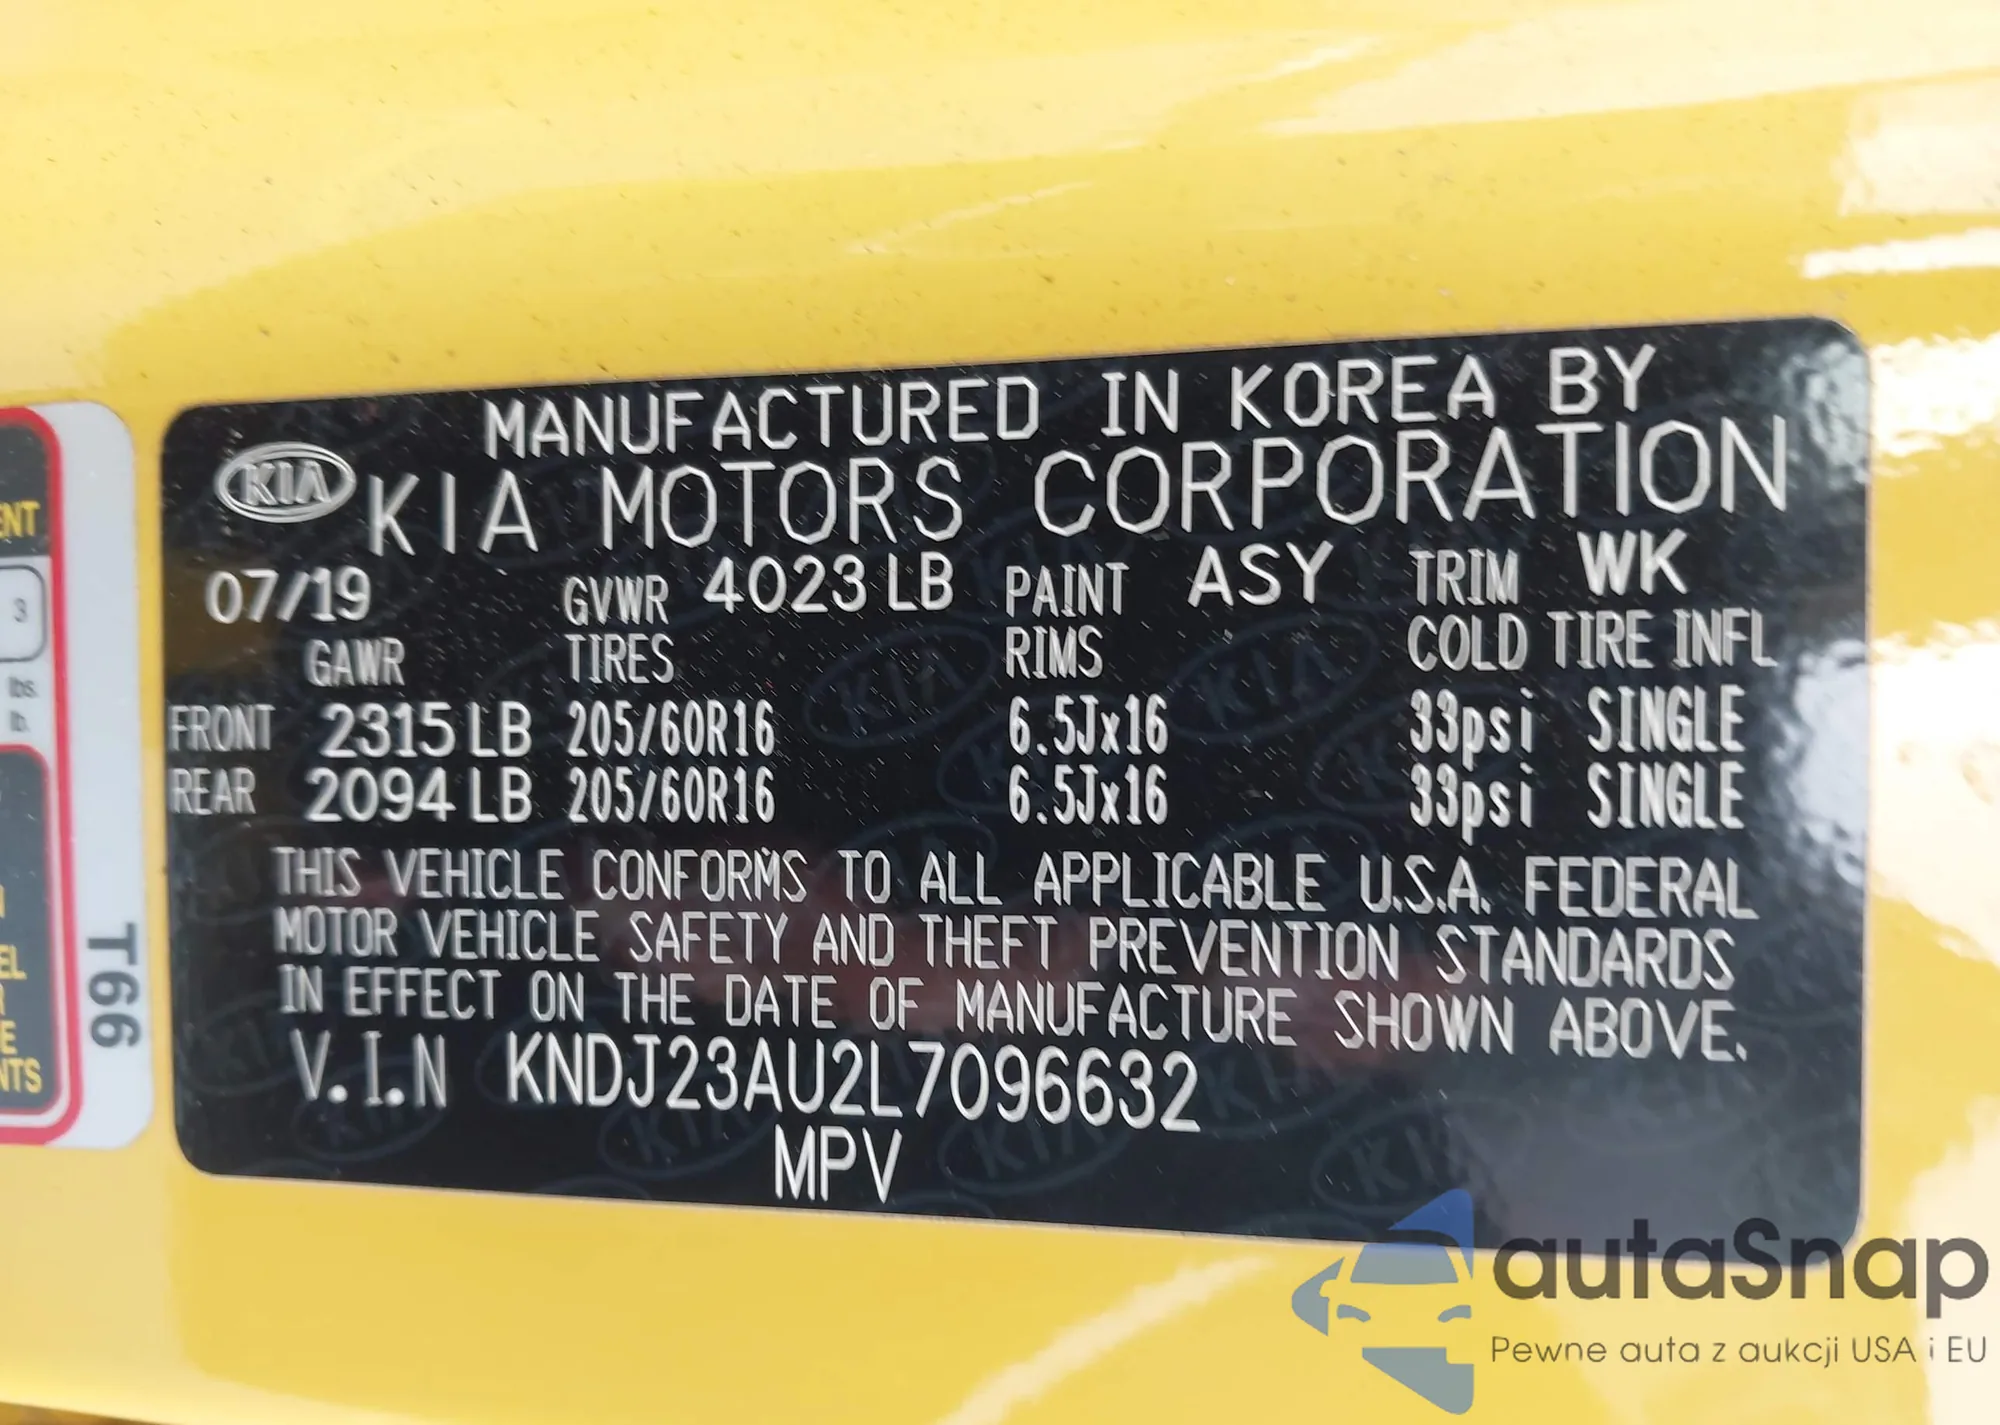 MANUFACTURED IN KOREA BY
KIA KIA MOTORS CORPORATION
07/19 GVWR 4023 LB PAINT ASY TRIM WK
GAWR TIRES RIMS COLD TIRE INFL
FRONT 2315 LB 205/60R16 6.5Jx16 33psi SINGLE
REAR 2094 LB 205/60R16 6.5Jx16 33psi SINGLE
THIS VEHICLE CONFORMS TO ALL APPLICABLE U.S.A. FEDERAL
MOTOR VEHICLE SAFETY AND THEFT PREVENTION STANDARDS
IN EFFECT ON THE DATE OF MANUFACTURE SHOWN ABOVE.
V.I.N KNDJ23AU2L7096632
MPV
3
lbs.
lb.
T66
autaSnap
Pewne auta z aukcji USA i EU